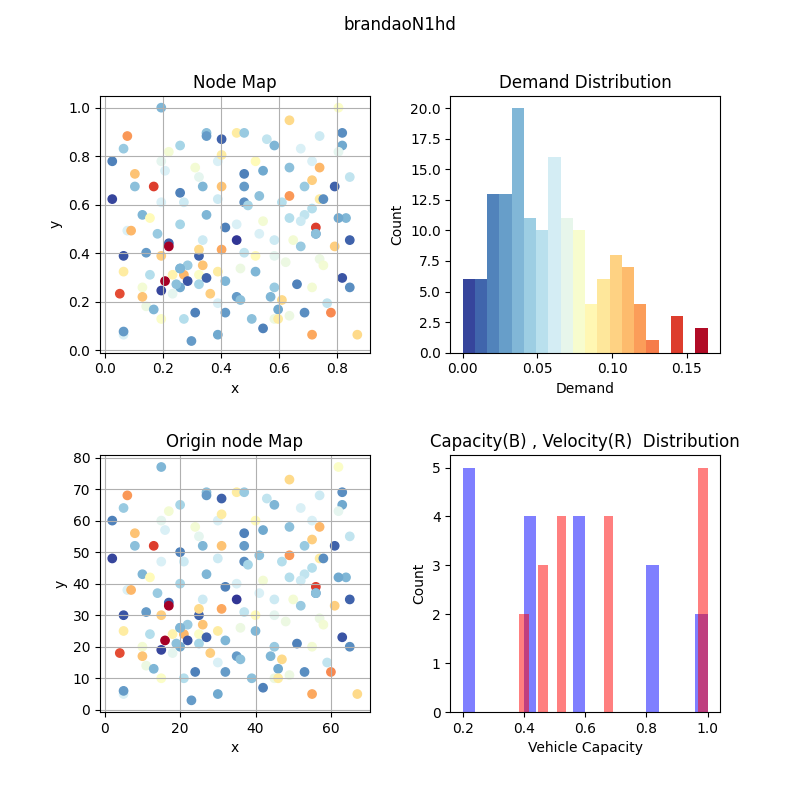 brandaoN1hd
Node Map
1.0
0.8
0.6
0.4
0.2
0.0
y
0.0 0.2 0.4 0.6 0.8
x
Demand Distribution
20.0
17.5
15.0
12.5
10.0
7.5
5.0
2.5
0.0
Count
0.00 0.05 0.10 0.15
Demand
Origin node Map
80
70
60
50
40
30
20
10
0
y
0 20 40 60
x
Capacity(B) , Velocity(R)  Distribution
5
4
3
2
1
0
Count
0.2 0.4 0.6 0.8 1.0
Vehicle Capacity